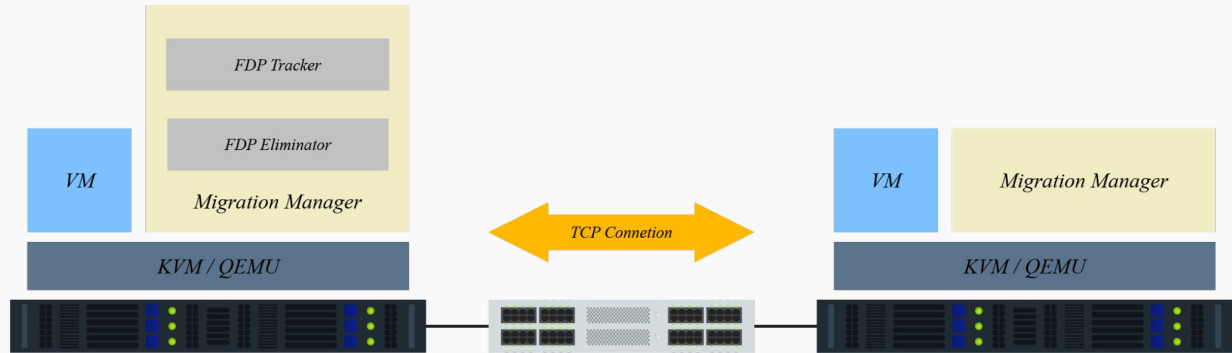 FDP Tracker
FDP Eliminator
VM
Migration Manager
KVM / QEMU
TCP Connetion
VM
Migration Manager
KVM / QEMU